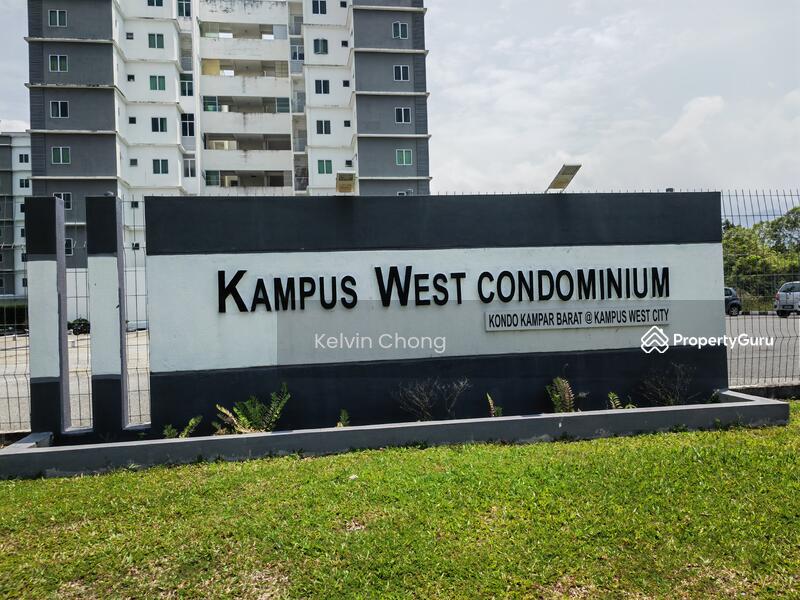 KAMPUS WEST CONDOMINIUM
KONDO KAMPAR BARAT @ KAMPUS WEST CITY
Kelvin Chong
PropertyGuru